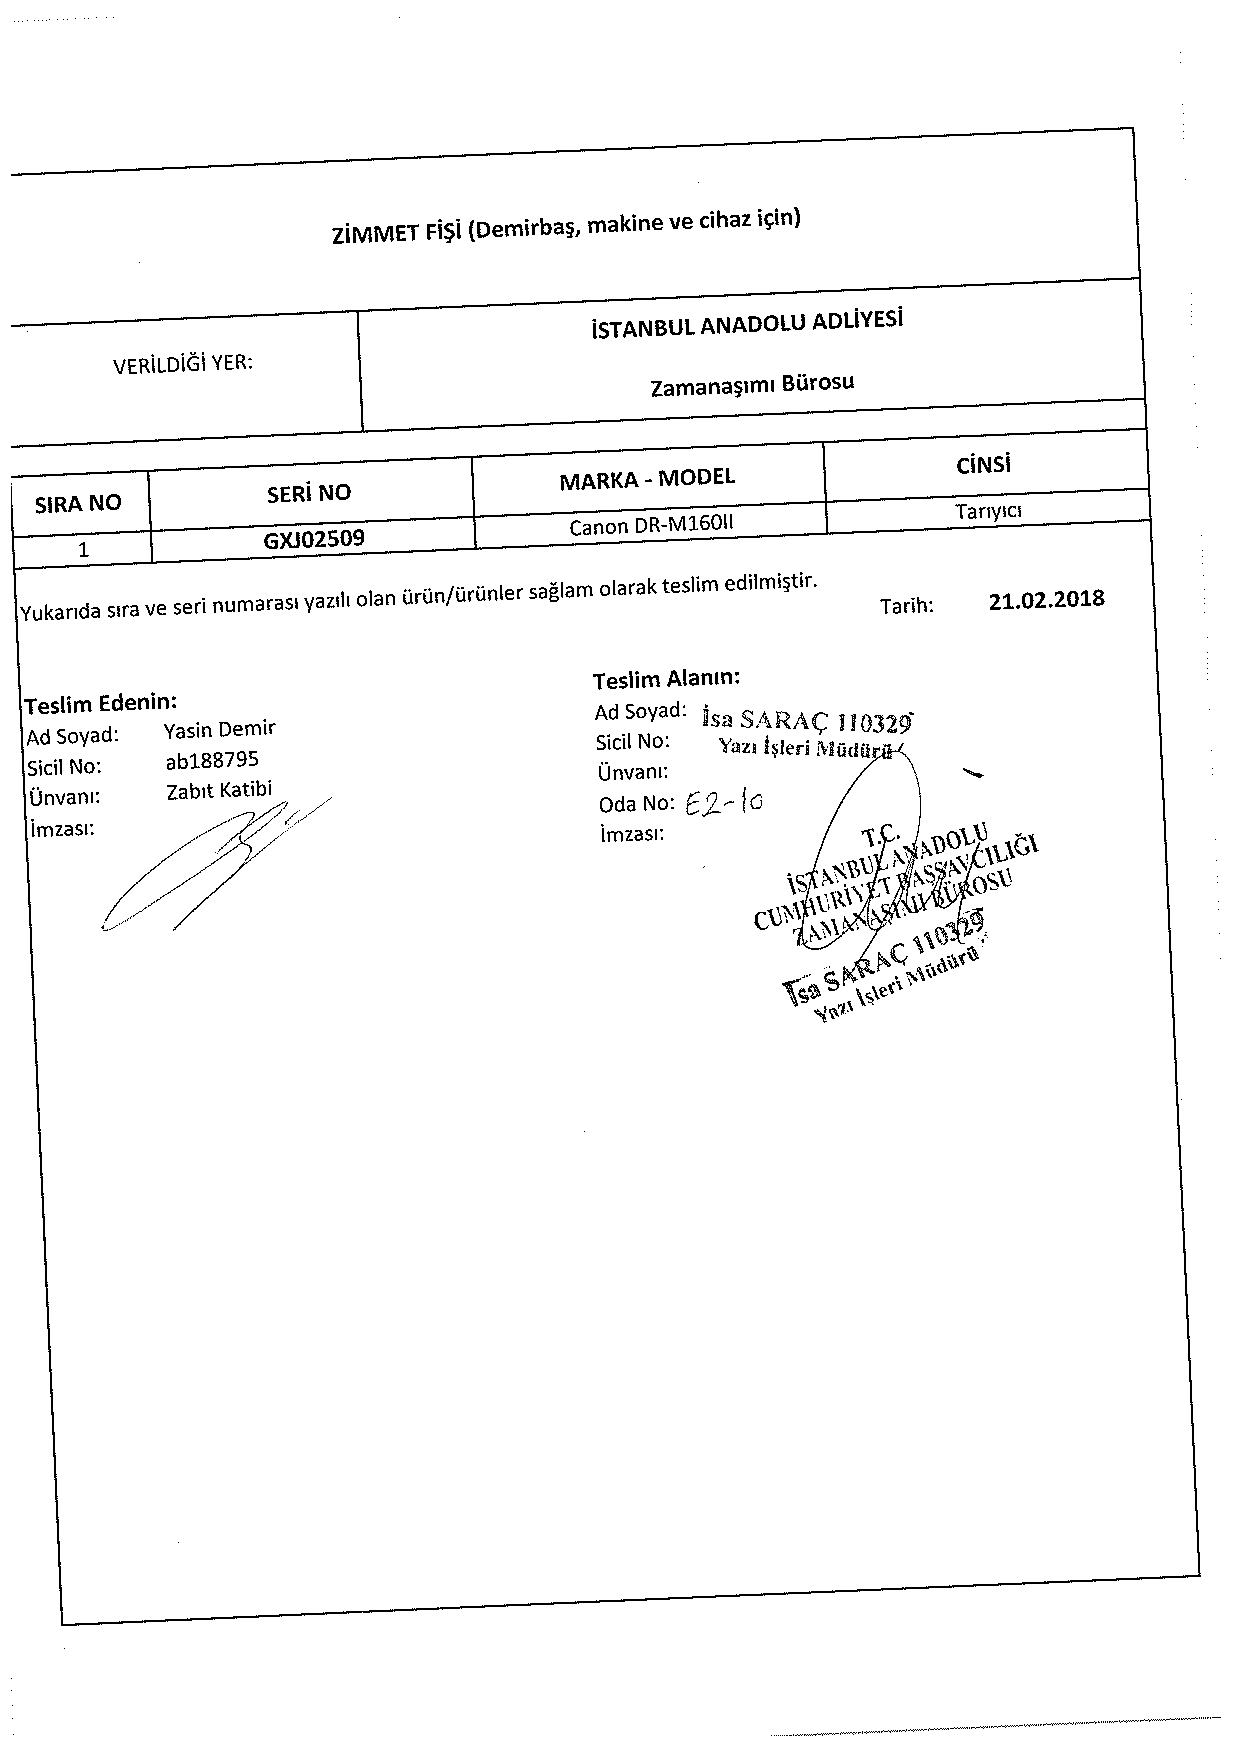 ZİMMET FİŞİ (Demirbaş, makine ve cihaz için)
VERİLDİĞİ YER:
İSTANBUL ANADOLU ADLİYESİ
Zamanaşımı Bürosu
SIRA NO SERİ NO MARKA - MODEL CİNSİ
1 GXJ02509 Canon DR-M160II Tarıyıcı
Yukarıda sıra ve seri numarası yazılı olan ürün/ürünler sağlam olarak teslim edilmiştir.
Tarih: 21.02.2018
Teslim Edenin:
Ad Soyad: Yasin Demir
Sicil No: ab188795
Ünvanı: Zabıt Katibi
İmzası:
Teslim Alanın:
Ad Soyad: İsa SARAÇ 110329
Sicil No: Yazı İşleri Müdürü
Ünvanı:
Oda No: E2-10
İmzası:
T.C.
İSTANBUL ANADOLU
CUMHURİYET BAŞSAVCILIĞI
ZAMANAŞIMI BÜROSU
İsa SARAÇ 110329
Yazı İşleri Müdürü